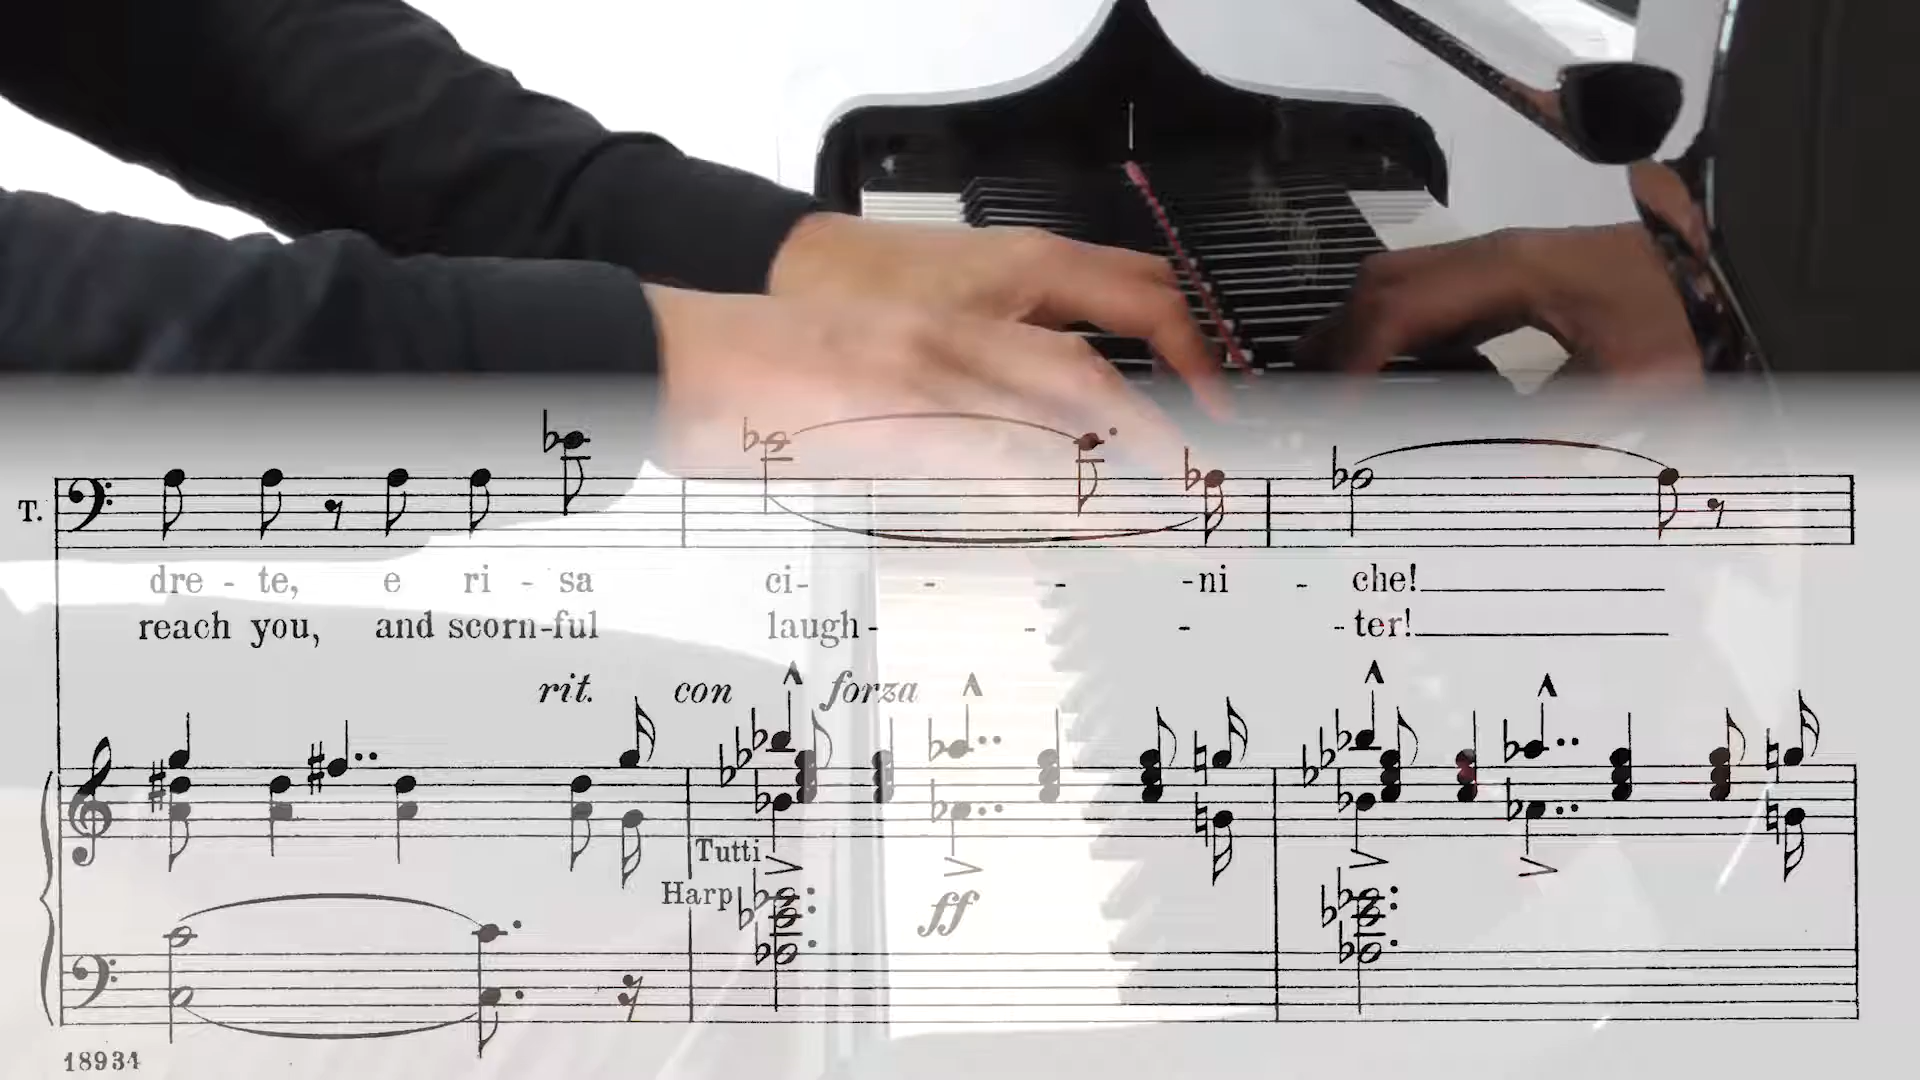 T.
dre - te, e ri - sa ci- - - -ni - che!
reach you, and scorn-ful laugh- - - -ter!
rit. con forza
Tutti
Harp
ff
18934